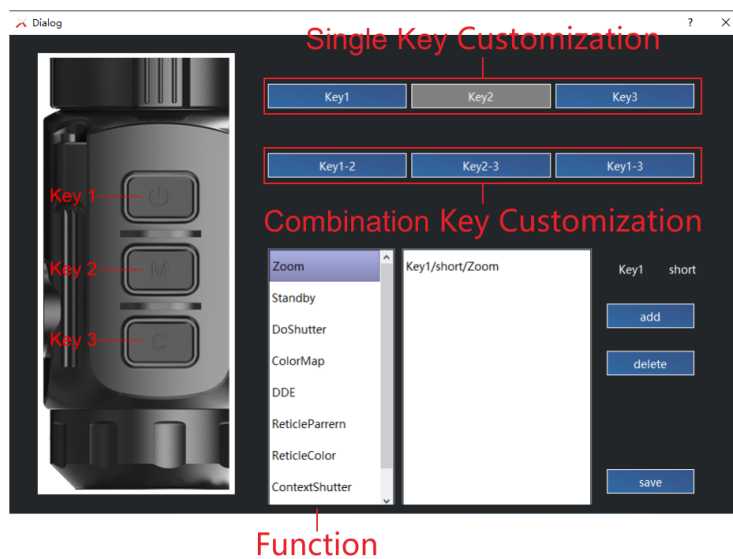 Dialog
?
Single Key Customization
Key1 Key2 Key3
Key1-2 Key2-3 Key1-3
Combination Key Customization
Key 1
M
Key 2
C
Key 3
Zoom
Standby
DoShutter
ColorMap
DDE
ReticleParrern
ReticleColor
ContextShutter
Key1/short/Zoom
Key1 short
add
delete
save
Function